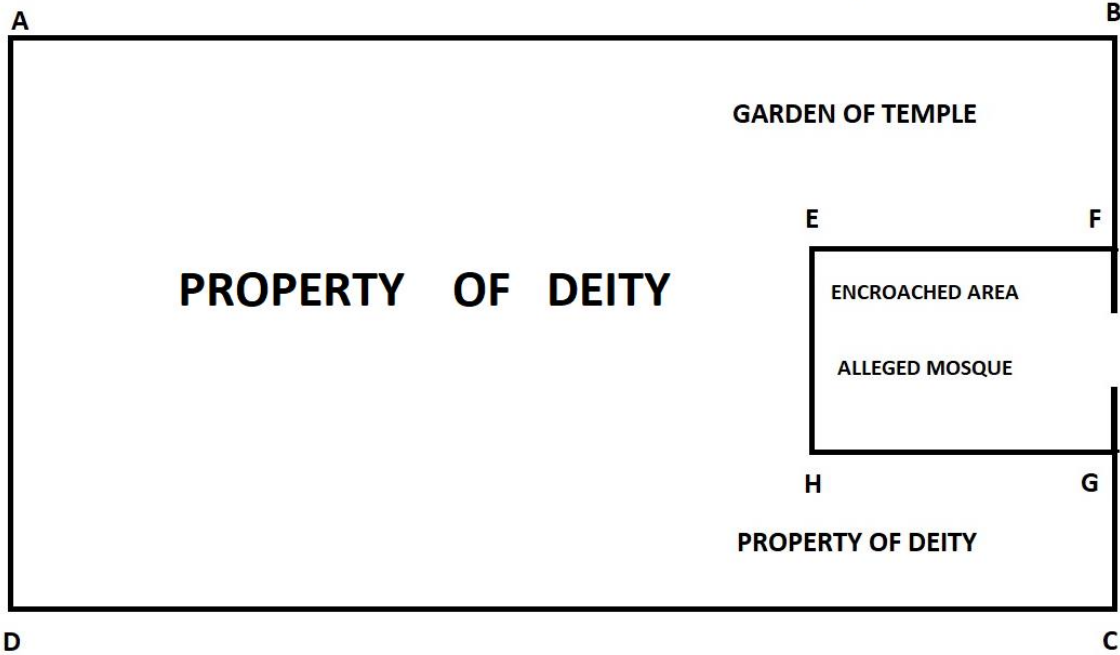 A
B
GARDEN OF TEMPLE
E
F
PROPERTY OF DEITY
ENCROACHED AREA
ALLEGED MOSQUE
H
G
PROPERTY OF DEITY
D
C